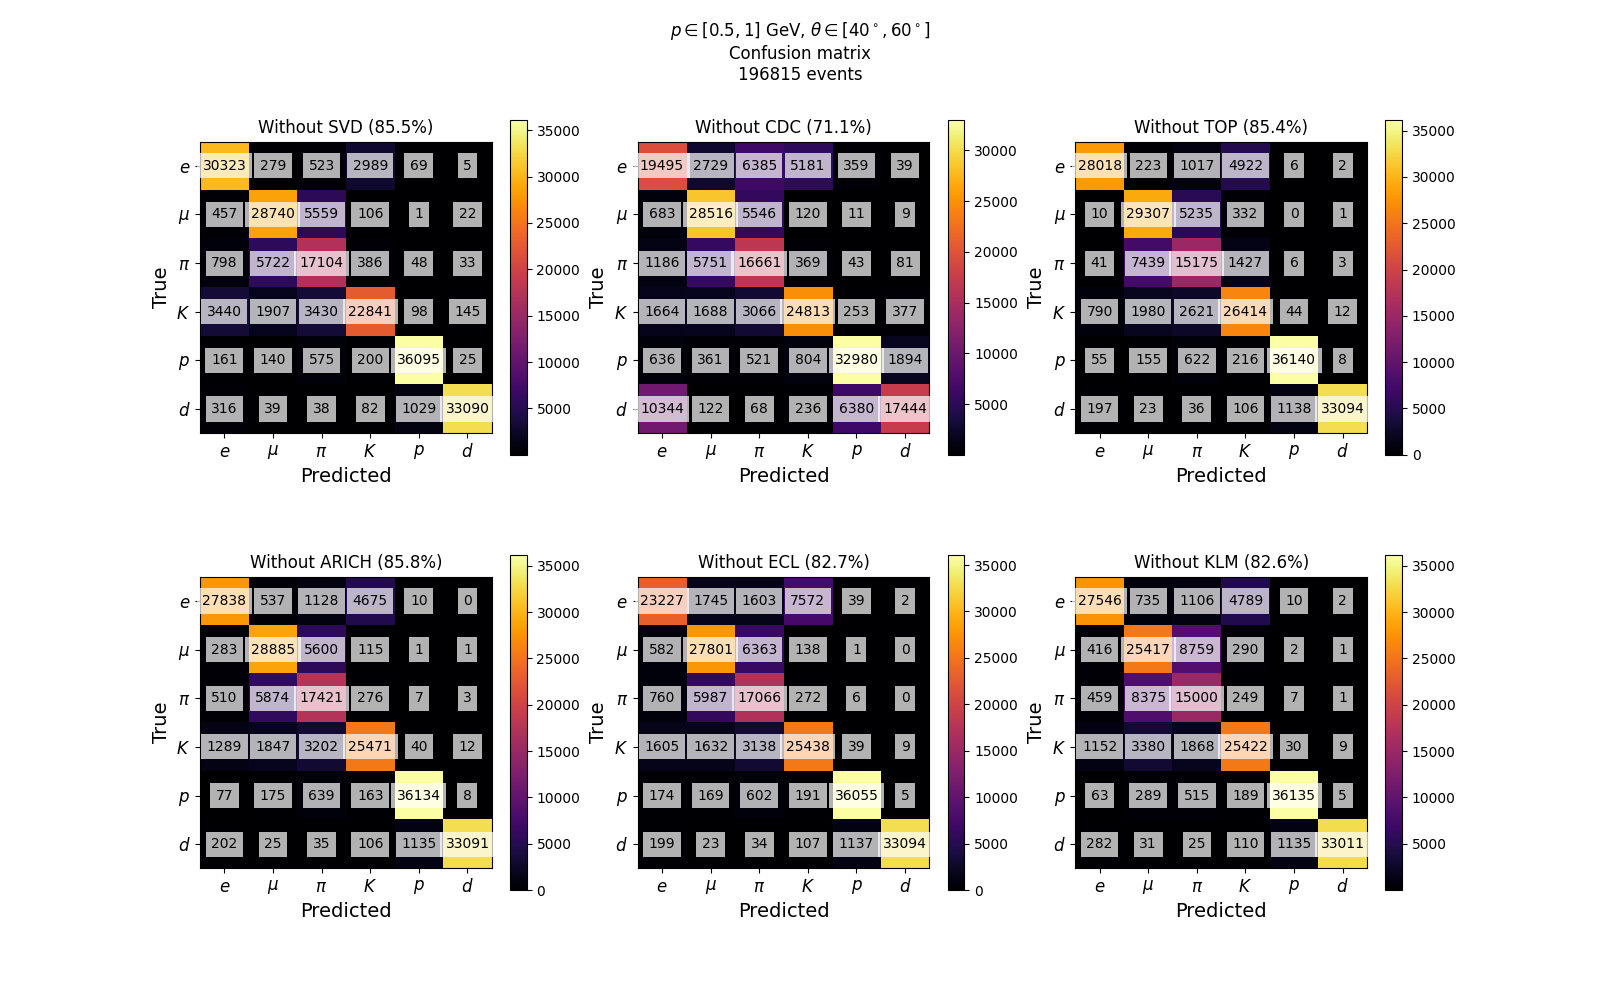 p ∈ [0.5, 1] GeV, θ ∈ [40°, 60°]
Confusion matrix
196815 events
Without SVD (85.5%)
e 30323 279 523 2989 69 5
μ 457 28740 5559 106 1 22
π 798 5722 17104 386 48 33
K 3440 1907 3430 22841 98 145
p 161 140 575 200 36095 25
d 316 39 38 82 1029 33090
e μ π K p d
True
Predicted
35000
30000
25000
20000
15000
10000
5000
Without CDC (71.1%)
e 19495 2729 6385 5181 359 39
μ 683 28516 5546 120 11 9
π 1186 5751 16661 369 43 81
K 1664 1688 3066 24813 253 377
p 636 361 521 804 32980 1894
d 10344 122 68 236 6380 17444
e μ π K p d
True
Predicted
30000
25000
20000
15000
10000
5000
Without TOP (85.4%)
e 28018 223 1017 4922 6 2
μ 10 29307 5235 332 0 1
π 41 7439 15175 1427 6 3
K 790 1980 2621 26414 44 12
p 55 155 622 216 36140 8
d 197 23 36 106 1138 33094
e μ π K p d
True
Predicted
35000
30000
25000
20000
15000
10000
5000
0
Without ARICH (85.8%)
e 27838 537 1128 4675 10 0
μ 283 28885 5600 115 1 1
π 510 5874 17421 276 7 3
K 1289 1847 3202 25471 40 12
p 77 175 639 163 36134 8
d 202 25 35 106 1135 33091
e μ π K p d
True
Predicted
35000
30000
25000
20000
15000
10000
5000
0
Without ECL (82.7%)
e 23227 1745 1603 7572 39 2
μ 582 27801 6363 138 1 0
π 760 5987 17066 272 6 0
K 1605 1632 3138 25438 39 9
p 174 169 602 191 36055 5
d 199 23 34 107 1137 33094
e μ π K p d
True
Predicted
35000
30000
25000
20000
15000
10000
5000
0
Without KLM (82.6%)
e 27546 735 1106 4789 10 2
μ 416 25417 8759 290 2 1
π 459 8375 15000 249 7 1
K 1152 3380 1868 25422 30 9
p 63 289 515 189 36135 5
d 282 31 25 110 1135 33011
e μ π K p d
True
Predicted
35000
30000
25000
20000
15000
10000
5000